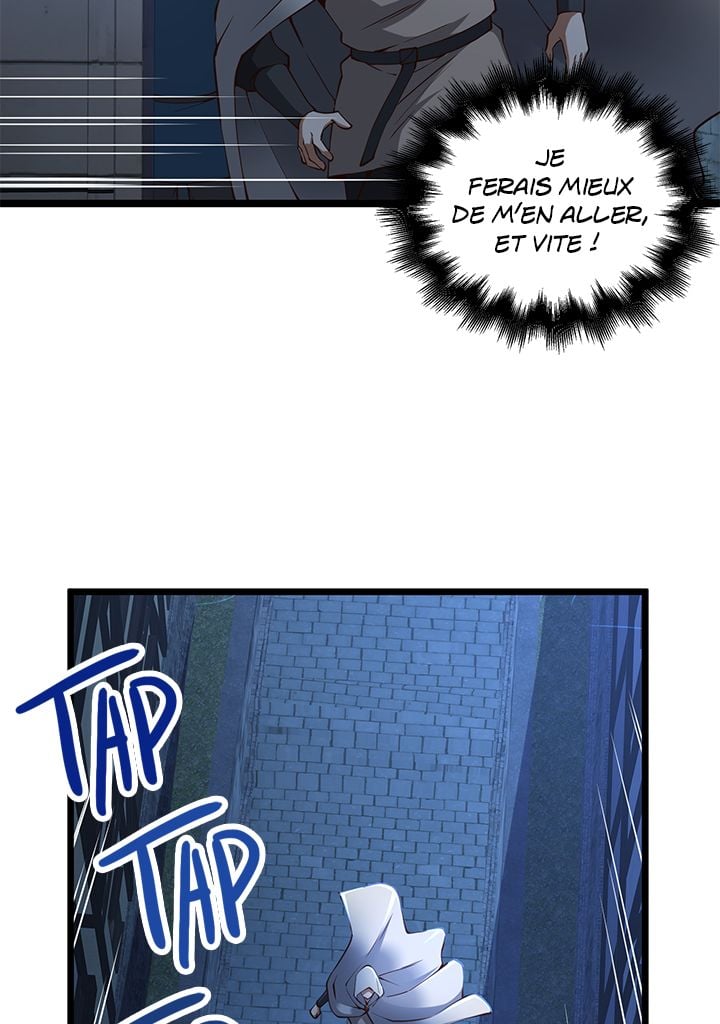 JE
FERAIS MIEUX
DE M'EN ALLER,
ET VITE !
TAP
TAP